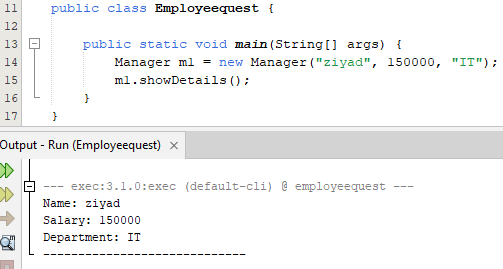 11 public class Employeequest {
12
13 public static void main(String[] args) {
14 Manager m1 = new Manager("ziyad", 150000, "IT");
15 m1.showDetails();
16 }
17 }
Output - Run (Employeequest) ×
--- exec:3.1.0:exec (default-cli) @ employeequest ---
Name: ziyad
Salary: 150000
Department: IT
-----------------------------